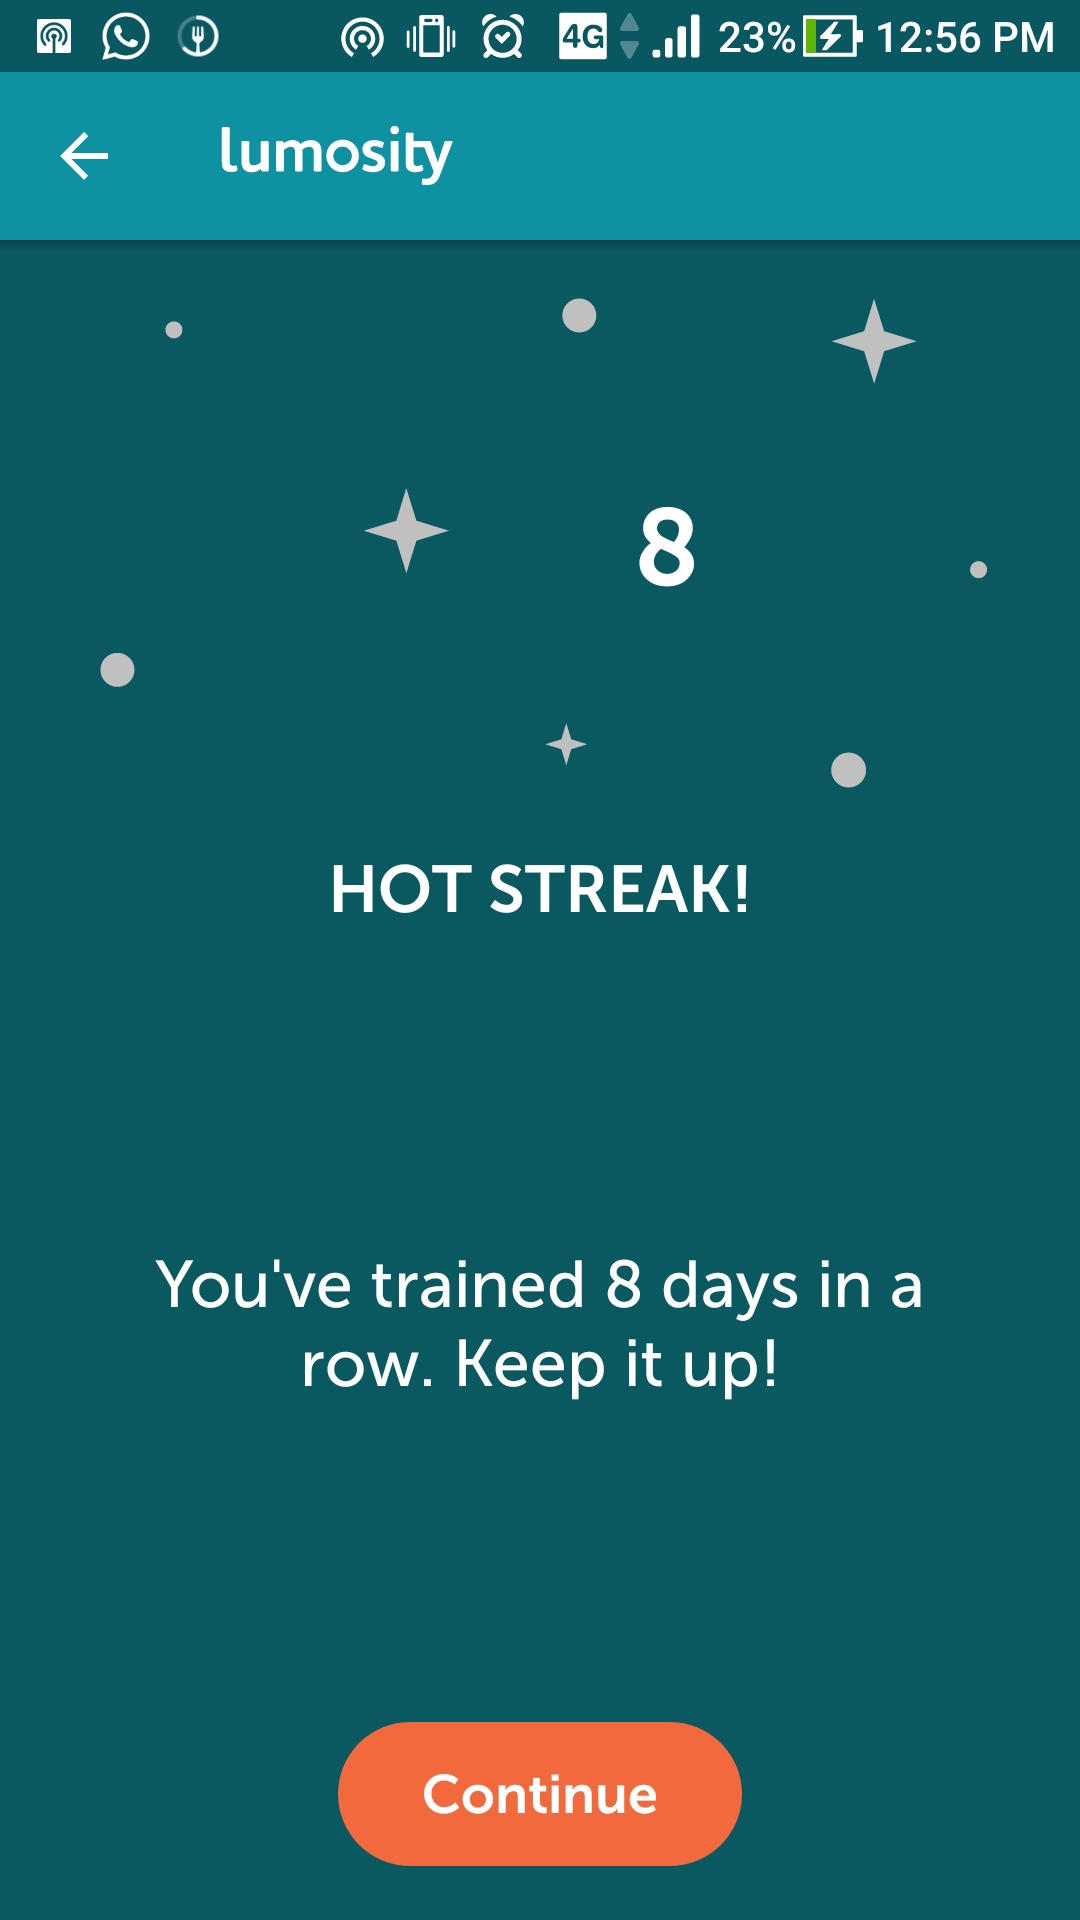 4G 23% 12:56 PM
lumosity
8
HOT STREAK!
You've trained 8 days in a
row. Keep it up!
Continue